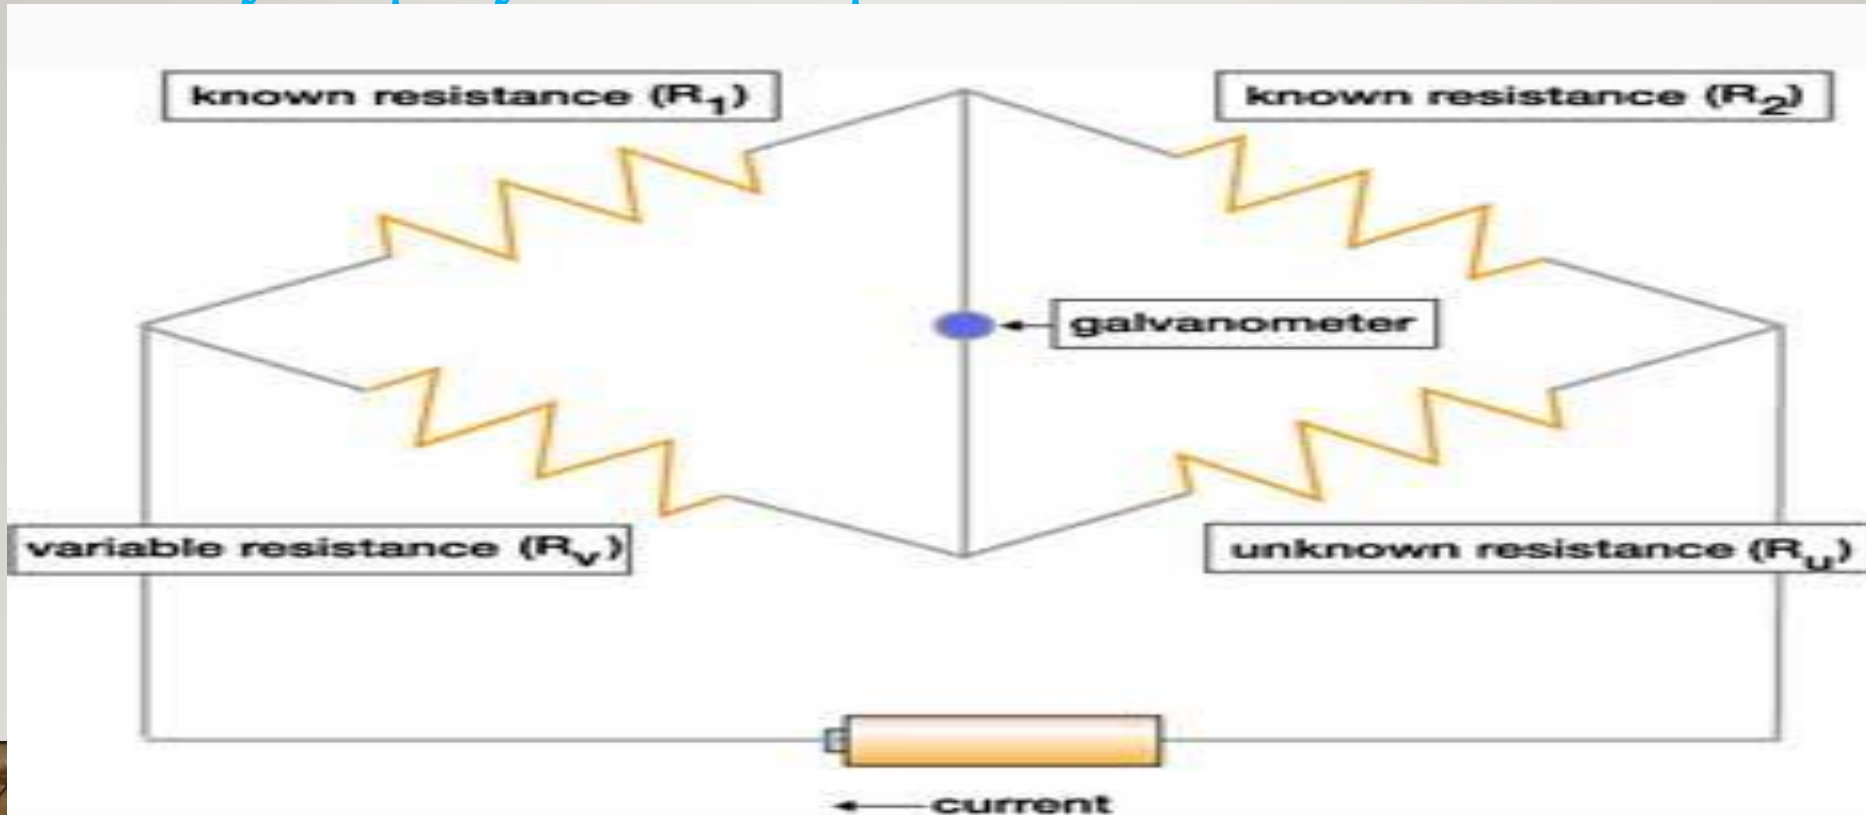 known resistance (R1)
known resistance (R2)
galvanometer
variable resistance (Rv)
unknown resistance (Ru)
current